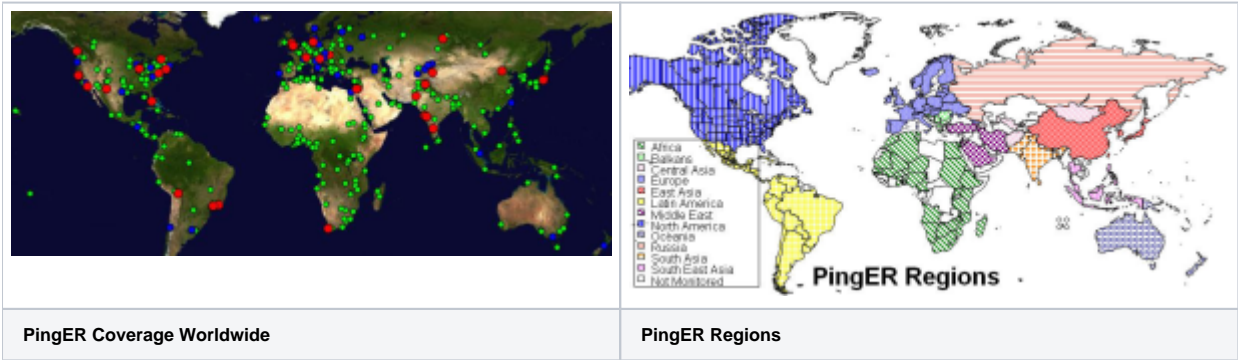 Africa
Balkans
Central Asia
Europe
East Asia
Latin America
Middle East
North America
Oceania
Russia
South Asia
South East Asia
Not Monitored
PingER Regions
PingER Coverage Worldwide
PingER Regions